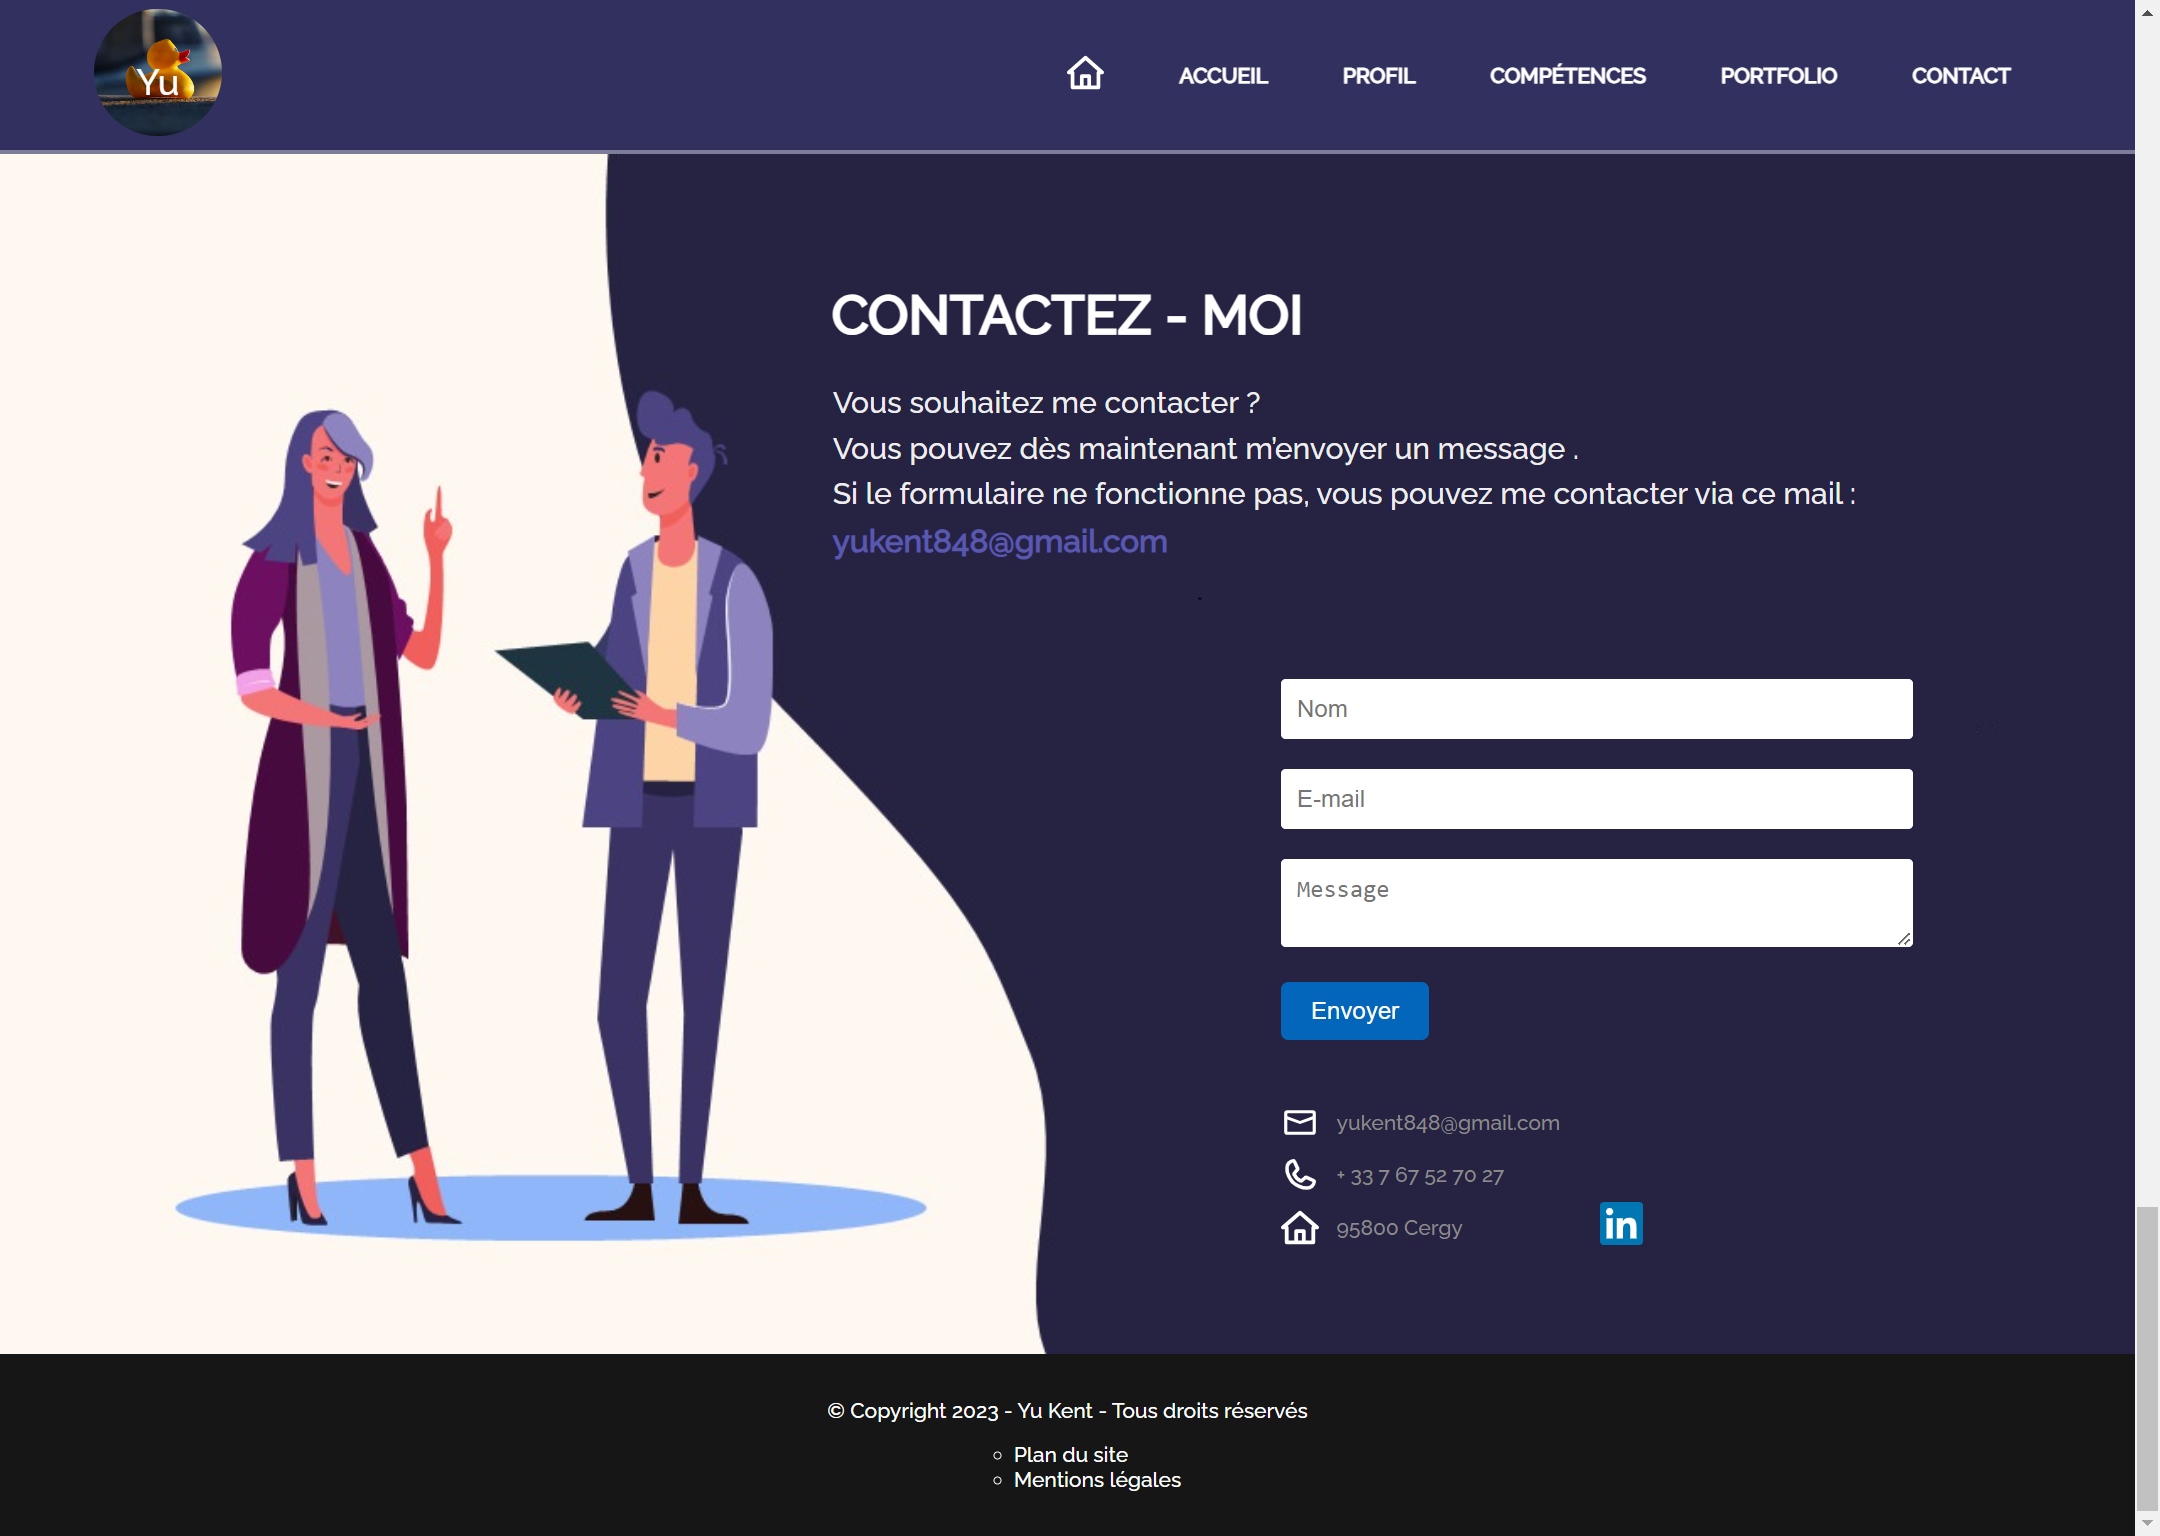 Yu
ACCUEIL
PROFIL
COMPÉTENCES
PORTFOLIO
CONTACT
CONTACTEZ - MOI
Vous souhaitez me contacter ?
Vous pouvez dès maintenant m'envoyer un message .
Si le formulaire ne fonctionne pas, vous pouvez me contacter via ce mail :
yukent848@gmail.com
Nom
E-mail
Message
Envoyer
yukent848@gmail.com
+ 33 7 67 52 70 27
95800 Cergy
in
© Copyright 2023 - Yu Kent - Tous droits réservés
Plan du site
Mentions légales